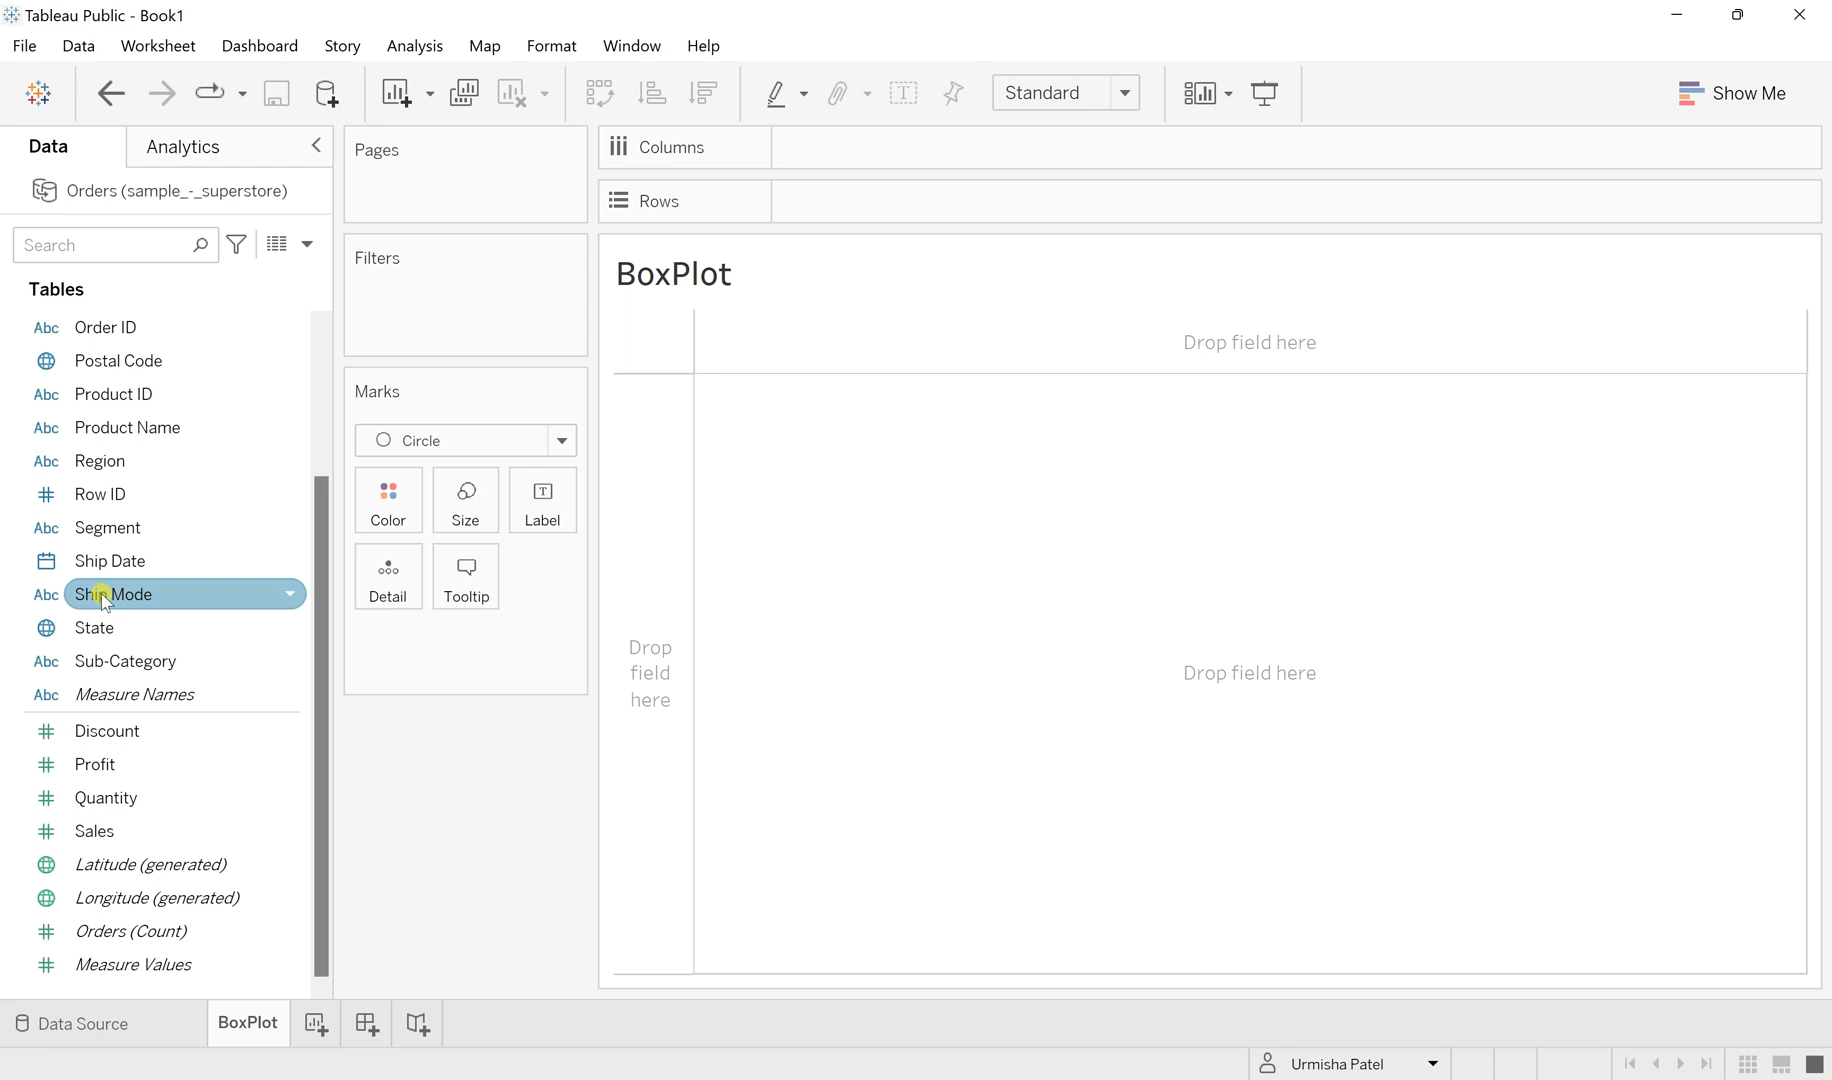 Tableau Public - Book1
File Data Worksheet Dashboard Story Analysis Map Format Window Help
Standard
Show Me
Data
Analytics
Pages
Columns
Orders (sample_-_superstore)
Rows
Search
Filters
BoxPlot
Tables
Abc Order ID
Drop field here
Postal Code
Abc Product ID
Marks
Abc Product Name
Circle
Abc Region
# Row ID
T
Color
Size
Label
Abc Segment
Ship Date
Abc Ship Mode
Detail
Tooltip
State
Abc Sub-Category
Drop
field
here
Drop field here
Abc Measure Names
# Discount
# Profit
# Quantity
# Sales
Latitude (generated)
Longitude (generated)
# Orders (Count)
# Measure Values
Data Source
BoxPlot
Urmisha Patel